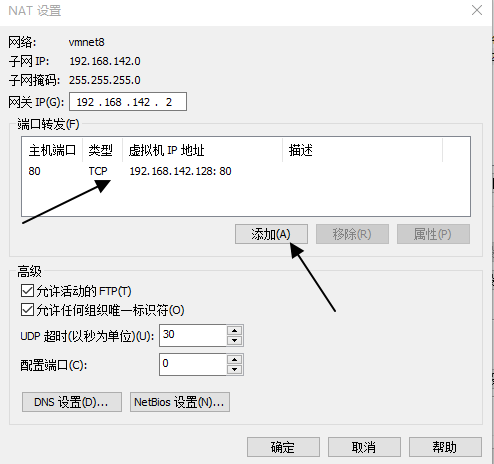 NAT 设置
网络: vmnet8
子网 IP: 192.168.142.0
子网掩码: 255.255.255.0
网关 IP(G): 192 . 168 . 142 . 2
端口转发(F)
主机端口 类型 虚拟机 IP 地址 描述
80 TCP 192.168.142.128: 80
添加(A) 移除(R) 属性(P)
高级
允许活动的 FTP(T)
允许任何组织唯一标识符(O)
UDP 超时(以秒为单位)(U): 30
配置端口(C): 0
DNS 设置(D)... NetBios 设置(N)...
确定 取消 帮助